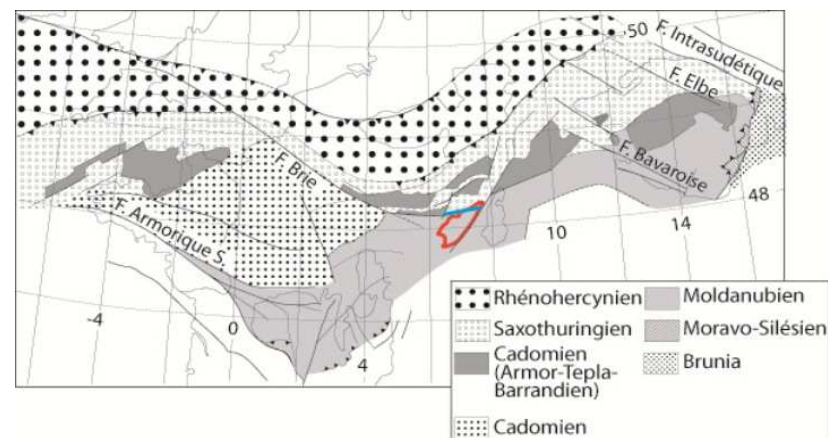 50
F. Intrasudétique
F. Elbe
F. Brie
F. Bavaroise
F. Armorique S.
48
14
10
-4
0
4
Rhénohercynien
Saxothuringien
Cadomien
(Armor-Tepla-
Barrandien)
Cadomien
Moldanubien
Moravo-Silésien
Brunia